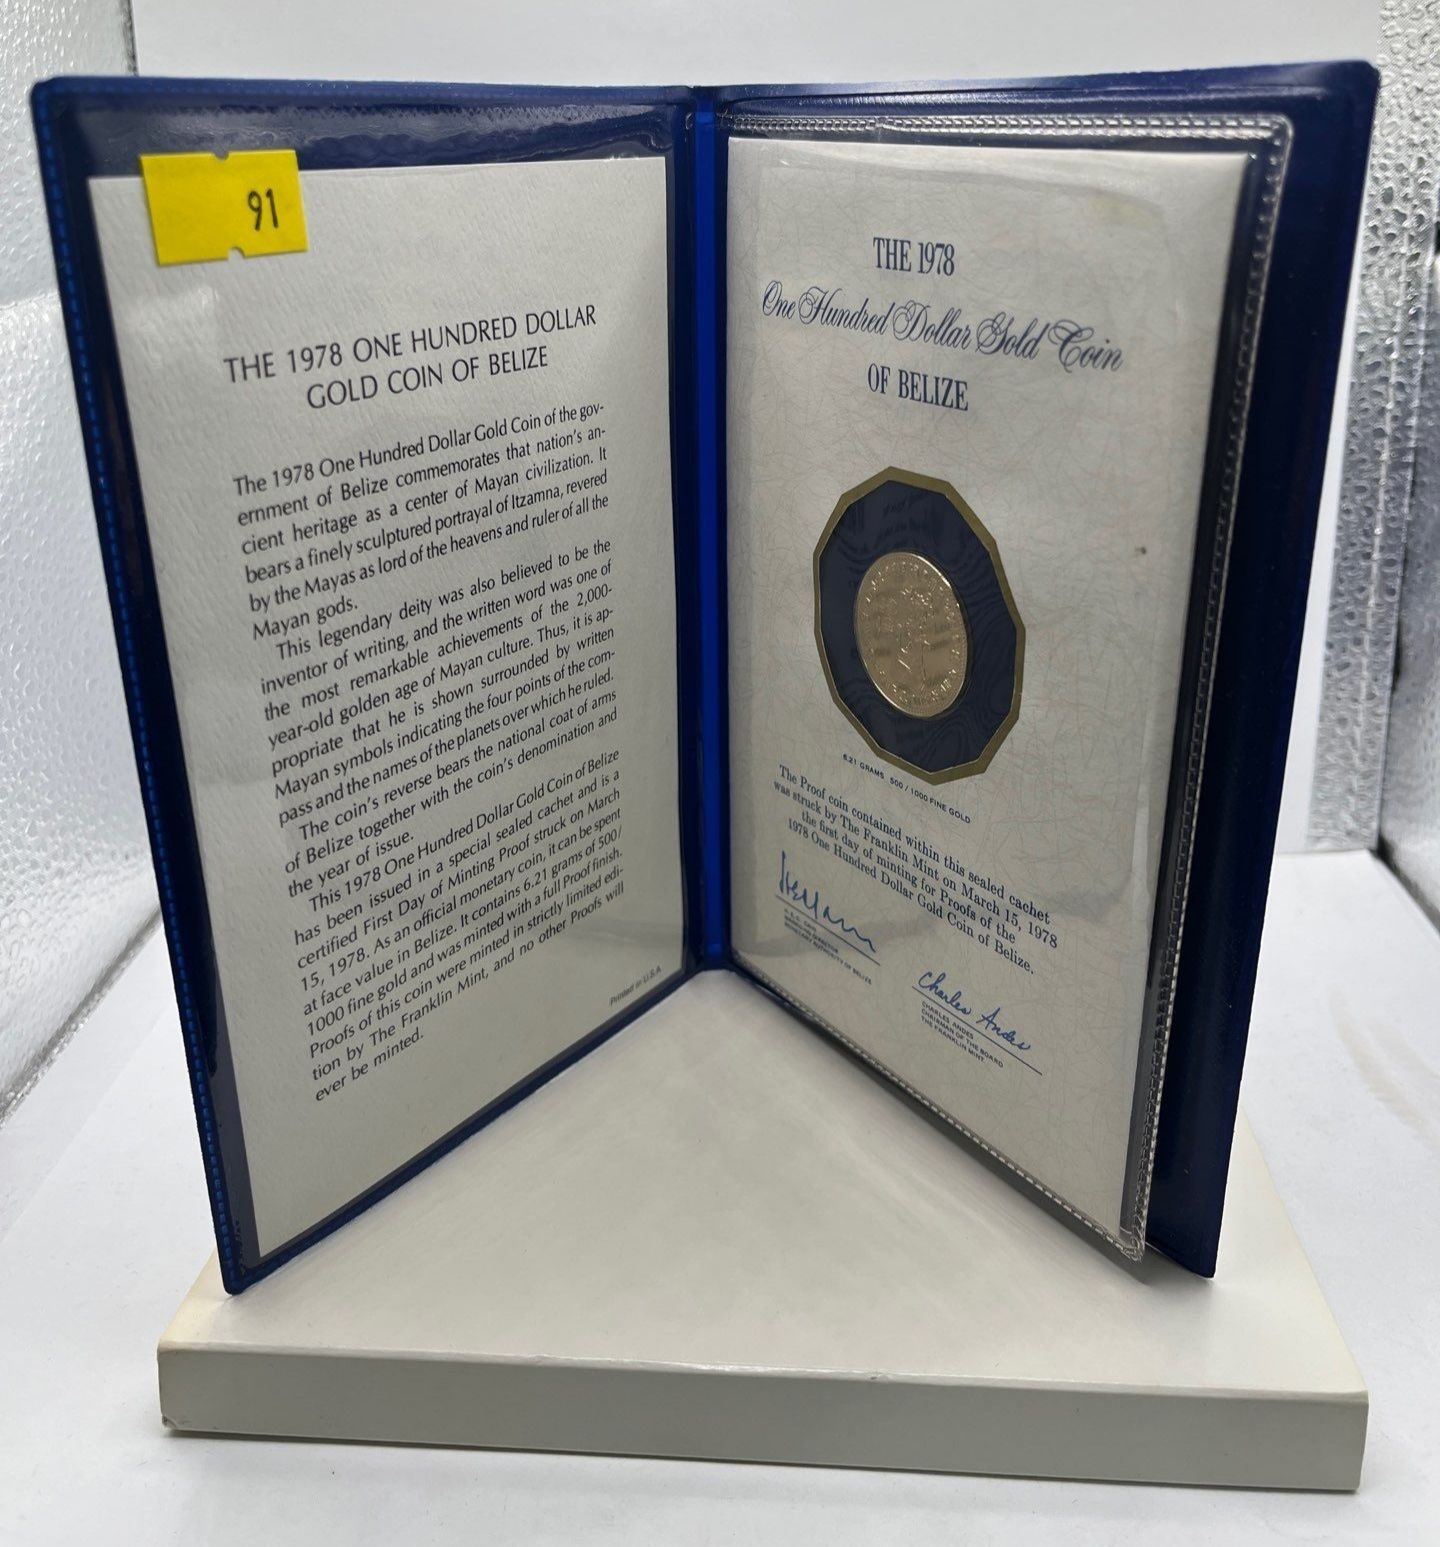 91
THE 1978 ONE HUNDRED DOLLAR
GOLD COIN OF BELIZE
The 1978 One Hundred Dollar Gold Coin of the gov-
ernment of Belize commemorates that nation's an-
cient heritage as a center of Mayan civilization. It
bears a finely sculptured portrayal of Itzamna, revered
by the Mayas as lord of the heavens and ruler of all the
Mayan gods.
This legendary deity was also believed to be the
inventor of writing, and the written word was one of
the most remarkable achievements of the 2,000-
year-old golden age of Mayan culture. Thus, it is ap-
propriate that he is shown surrounded by written
Mayan symbols indicating the four points of the com-
pass and the names of the planets over which he ruled.
The coin's reverse bears the national coat of arms
of Belize together with the coin's denomination and
the year of issue.
This 1978 One Hundred Dollar Gold Coin of Belize
has been issued in a special sealed cachet and is a
certified First Day of Minting Proof struck on March
15, 1978. As an official monetary coin, it can be spent
at face value in Belize. It contains 6.21 grams of 500/
1000 fine gold and was minted with a full Proof finish.
Proofs of this coin were minted in strictly limited edi-
tion by The Franklin Mint, and no other Proofs will
ever be minted.
Printed in U.S.A.
THE 1978
One Hundred Dollar Gold Coin
OF BELIZE
6.21 GRAMS 500/1000 FINE GOLD
The Proof coin contained within this sealed cachet
was struck by The Franklin Mint on March 15, 1978
the first day of minting for Proofs of the
1978 One Hundred Dollar Gold Coin of Belize.
MONETARY AUTHORITY OF BELIZE
Charles Andes
CHARLES ANDES
CHAIRMAN OF THE BOARD
THE FRANKLIN MINT